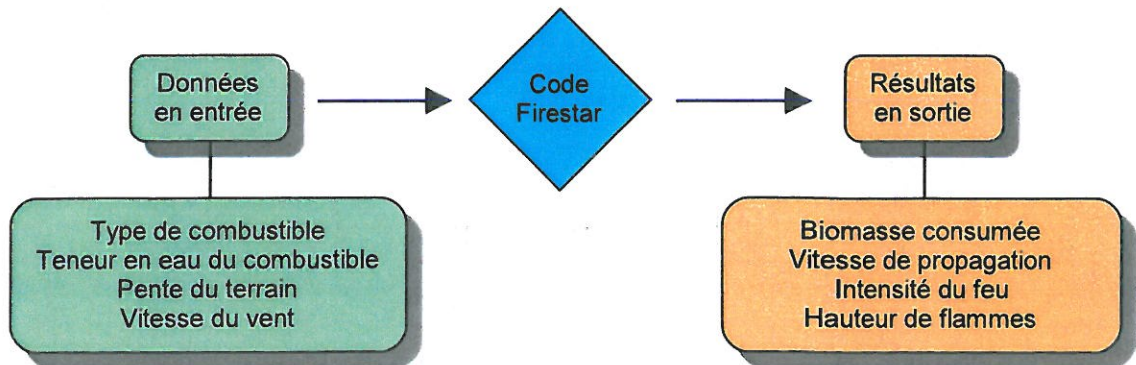 Données
en entrée
Code
Firestar
Résultats
en sortie
Type de combustible
Teneur en eau du combustible
Pente du terrain
Vitesse du vent
Biomasse consumée
Vitesse de propagation
Intensité du feu
Hauteur de flammes